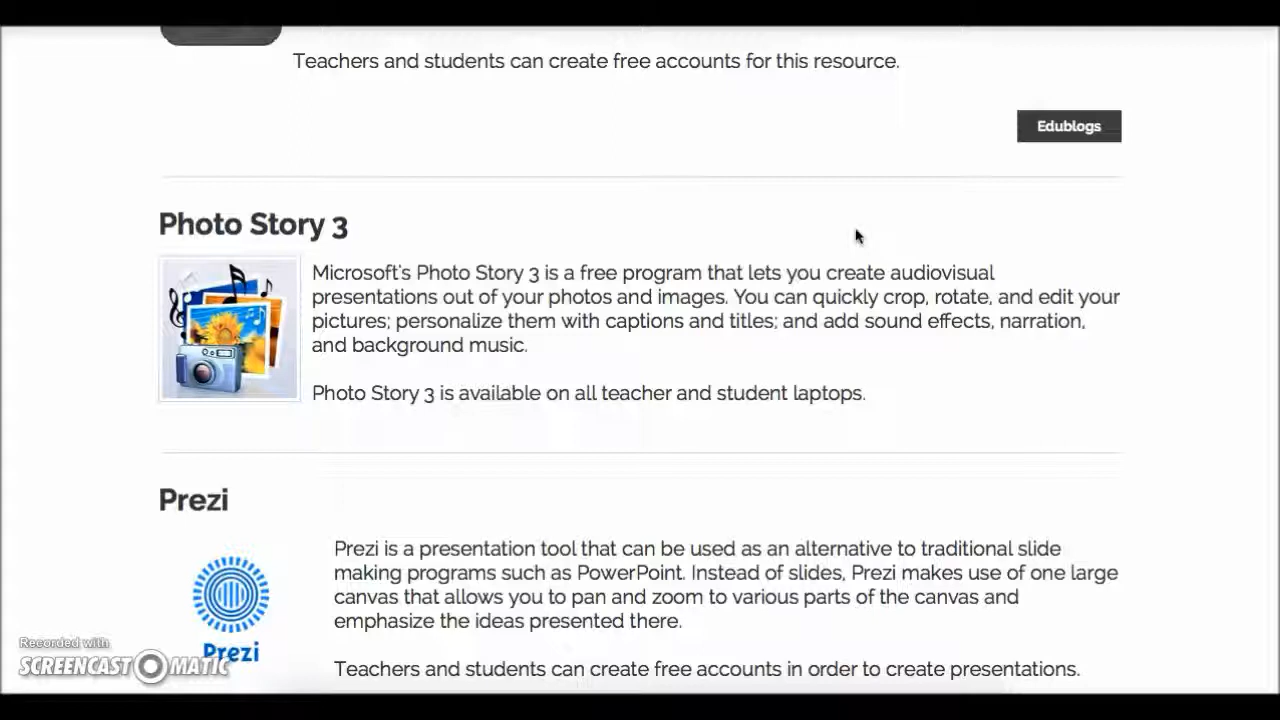 Teachers and students can create free accounts for this resource.
Edublogs
Photo Story 3
Microsoft's Photo Story 3 is a free program that lets you create audiovisual
presentations out of your photos and images. You can quickly crop, rotate, and edit your
pictures; personalize them with captions and titles; and add sound effects, narration,
and background music.
Photo Story 3 is available on all teacher and student laptops.
Prezi
Prezi is a presentation tool that can be used as an alternative to traditional slide
making programs such as PowerPoint. Instead of slides, Prezi makes use of one large
canvas that allows you to pan and zoom to various parts of the canvas and
emphasize the ideas presented there.
Prezi
Teachers and students can create free accounts in order to create presentations.
Recorded with
SCREENCAST MATIC